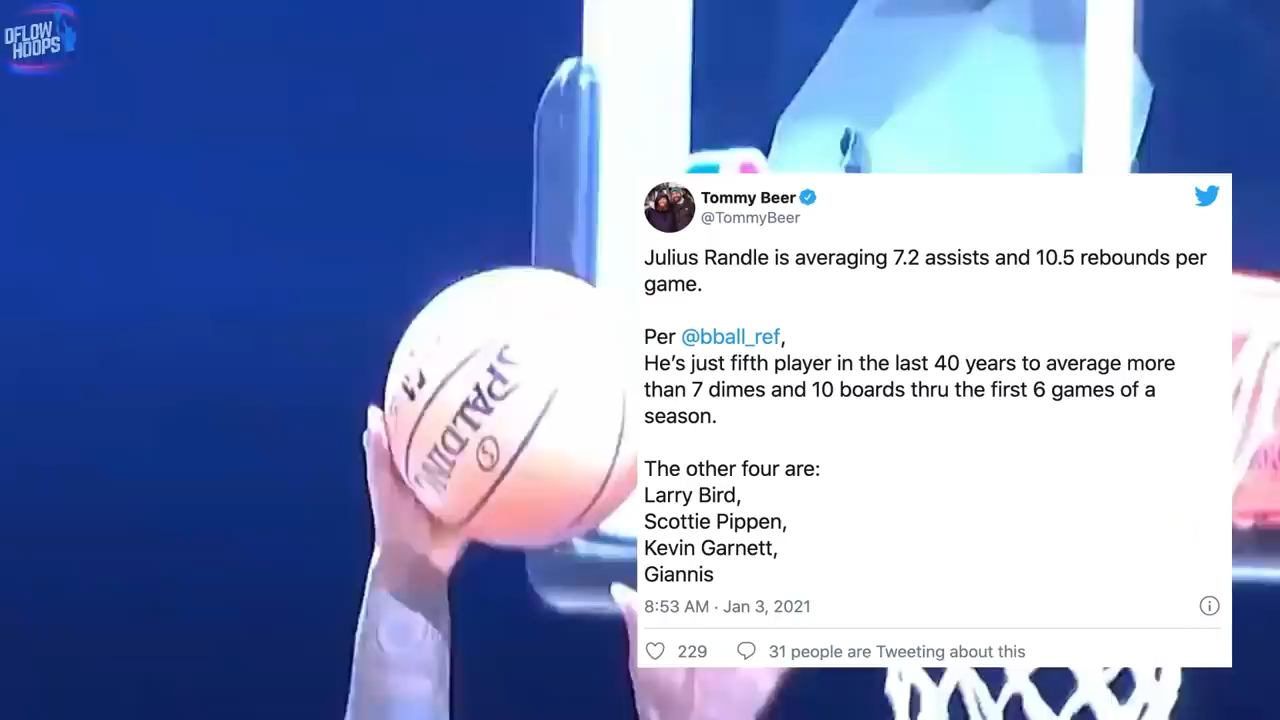 DFLOW
HOOPS
Tommy Beer
@TommyBeer
Julius Randle is averaging 7.2 assists and 10.5 rebounds per
game.
Per @bball_ref,
He's just fifth player in the last 40 years to average more
than 7 dimes and 10 boards thru the first 6 games of a
season.
The other four are:
Larry Bird,
Scottie Pippen,
Kevin Garnett,
Giannis
8:53 AM · Jan 3, 2021
229
31 people are Tweeting about this
SPALDING